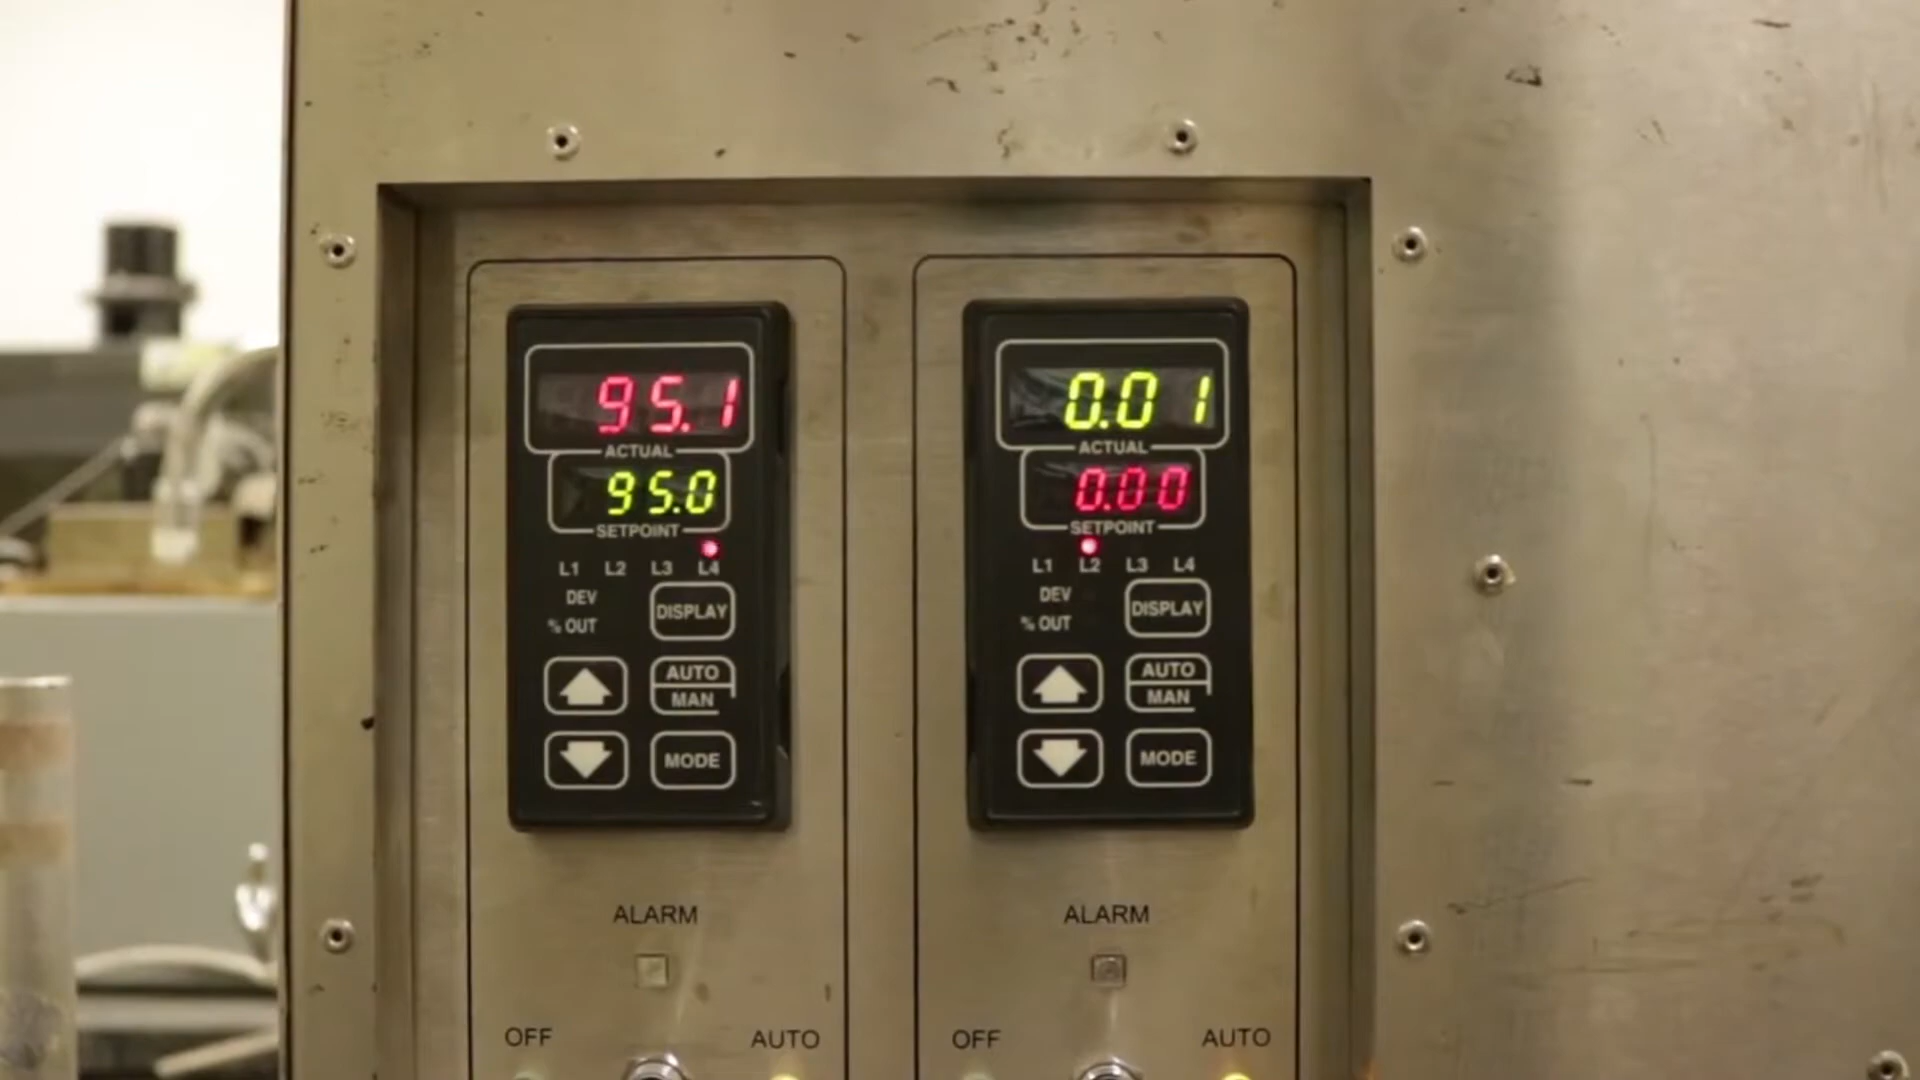 95.1
ACTUAL
95.0
SETPOINT
L1 L2 L3 L4
DEV
% OUT
DISPLAY
AUTO
MAN
MODE
ALARM
OFF AUTO
0.01
ACTUAL
0.00
SETPOINT
L1 L2 L3 L4
DEV
% OUT
DISPLAY
AUTO
MAN
MODE
ALARM
OFF AUTO